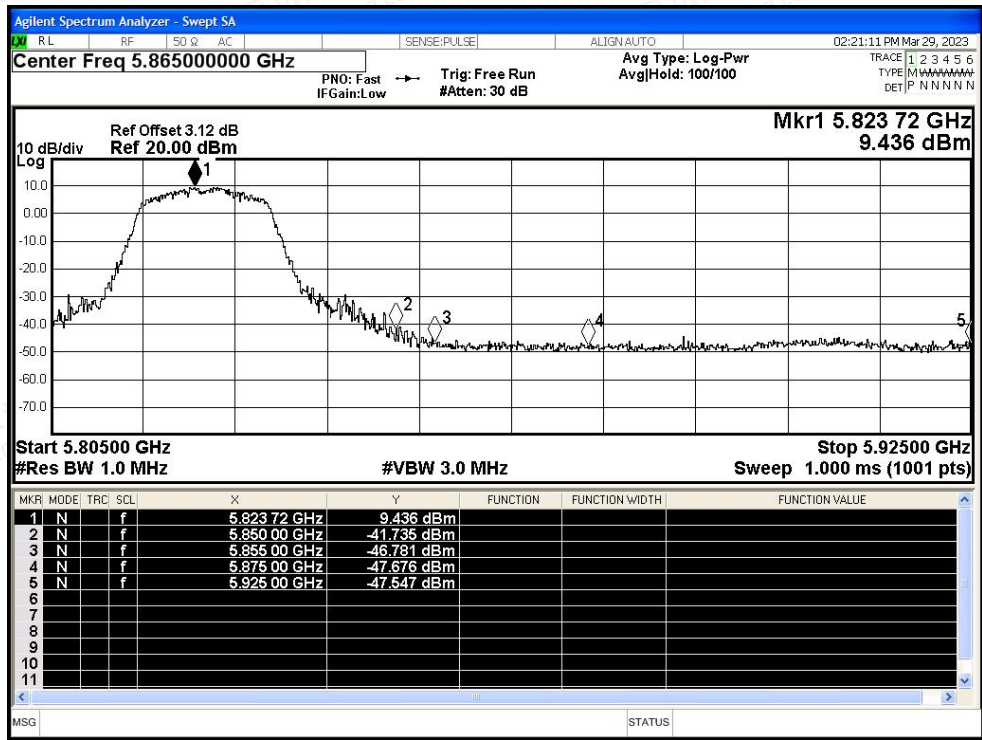 Agilent Spectrum Analyzer - Swept SA
LXI RL RF 50 Ω AC SENSE:PULSE ALIGN AUTO 02:21:11 PM Mar 29, 2023
Center Freq 5.865000000 GHz
PNO: Fast
IFGain:Low
Trig: Free Run
#Atten: 30 dB
Avg Type: Log-Pwr
Avg|Hold: 100/100
TRACE 1 2 3 4 5 6
TYPE M WWWWW
DET P N N N N N
Ref Offset 3.12 dB
10 dB/div Ref 20.00 dBm
Log
Mkr1 5.823 72 GHz
9.436 dBm
10.0
0.00
-10.0
-20.0
-30.0
-40.0
-50.0
-60.0
-70.0
1
2
3
4
5
Start 5.80500 GHz Stop 5.92500 GHz
#Res BW 1.0 MHz #VBW 3.0 MHz Sweep 1.000 ms (1001 pts)
MKR MODE TRC SCL X Y FUNCTION FUNCTION WIDTH FUNCTION VALUE
1 N f 5.823 72 GHz 9.436 dBm
2 N f 5.850 00 GHz -41.735 dBm
3 N f 5.855 00 GHz -46.781 dBm
4 N f 5.875 00 GHz -47.676 dBm
5 N f 5.925 00 GHz -47.547 dBm
6
7
8
9
10
11
MSG STATUS